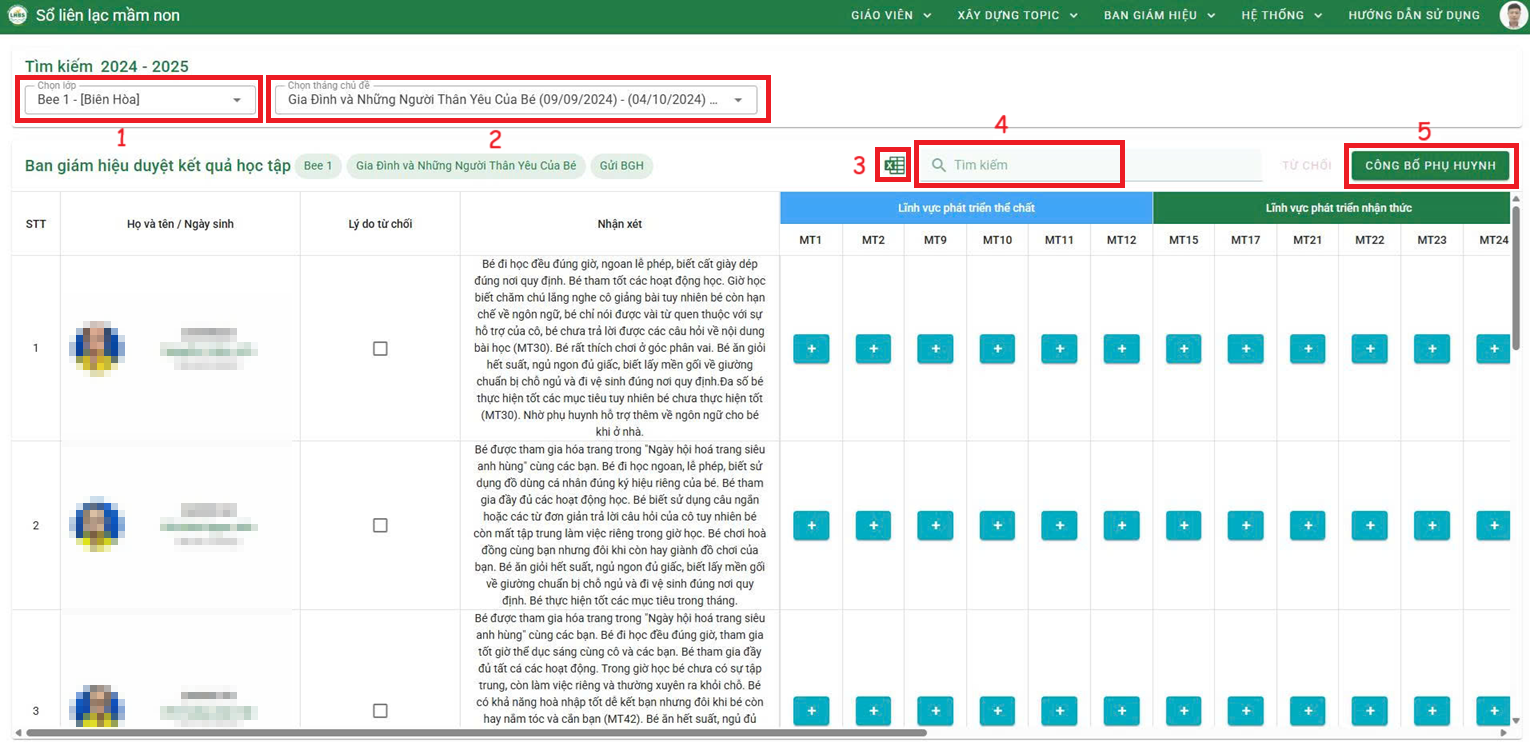 LHBS
Sổ liên lạc mầm non
GIÁO VIÊN
XÂY DỰNG TOPIC
BAN GIÁM HIỆU
HỆ THỐNG
HƯỚNG DẪN SỬ DỤNG
Tìm kiếm 2024 - 2025
Chọn lớp
Bee 1 - [Biên Hòa]
Chọn tháng chủ đề
Gia Đình và Những Người Thân Yêu Của Bé (09/09/2024) - (04/10/2024) ...
1
2
3
4
5
Ban giám hiệu duyệt kết quả học tập
Bee 1
Gia Đình và Những Người Thân Yêu Của Bé
Gửi BGH
Tìm kiếm
TỪ CHỐI
CÔNG BỐ PHỤ HUYNH
STT
Họ và tên / Ngày sinh
Lý do từ chối
Nhận xét
Lĩnh vực phát triển thể chất
Lĩnh vực phát triển nhận thức
MT1 MT2 MT9 MT10 MT11 MT12 MT15 MT17 MT21 MT22 MT23 MT24
1
Bé đi học đều đúng giờ, ngoan lễ phép, biết cất giày dép
đúng nơi quy định. Bé tham tốt các hoạt động học. Giờ học
biết chăm chú lăng nghe cô giảng bài tuy nhiên bé còn hạn
chế về ngôn ngữ, bé chỉ nói được vài từ quen thuộc với sự
hỗ trợ của cô, bé chưa trả lời được các câu hỏi về nội dung
bài học (MT30). Bé rất thích chơi ở góc phân vai. Bé ăn giỏi
hết suất, ngủ ngon đủ giấc, biết lấy mền gối về giường
chuẩn bị chỗ ngủ và đi vệ sinh đúng nơi quy định.Đa số bé
thực hiện tốt các mục tiêu tuy nhiên bé chưa thực hiện tốt
(MT30). Nhờ phụ huynh hỗ trợ thêm về ngôn ngữ cho bé
khi ở nhà.
+ + + + + + + + + + + +
2
Bé được tham gia hóa trang trong "Ngày hội hoá trang siêu
anh hùng" cùng các bạn. Bé đi học ngoan, lễ phép, biết sử
dụng đồ dùng cá nhân đúng ký hiệu riêng của bé. Bé tham
gia đầy đủ các hoạt động học. Bé biết sử dụng câu ngắn
hoặc các từ đơn giản trả lời câu hỏi của cô tuy nhiên bé
còn mất tập trung làm việc riêng trong giờ học. Bé chơi hoà
đồng cùng bạn nhưng đôi khi còn hay giành đồ chơi của
bạn. Bé ăn giỏi hết suất, ngủ ngon đủ giấc, biết lấy mền gối
về giường chuẩn bị chỗ ngủ và đi vệ sinh đúng nơi quy
định. Bé thực hiện tốt các mục tiêu trong tháng.
+ + + + + + + + + + + +
3
Bé được tham gia hóa trang trong "Ngày hội hoá trang siêu
anh hùng" cùng các bạn. Bé đi học đều đúng giờ, tham gia
tốt giờ thể dục sáng cùng cô và các bạn. Bé tham gia đầy
đủ tất cá các hoạt động. Trong giờ học bé chưa có sự tập
trung, còn làm việc riêng và thường xuyên ra khỏi chỗ. Bé
có khả năng hoà nhập tốt dễ kết bạn nhưng đôi khi bé còn
hay nắm tóc và cắn bạn (MT42). Bé ăn hết suất, ngủ đủ
+ + + + + + + + + + + +